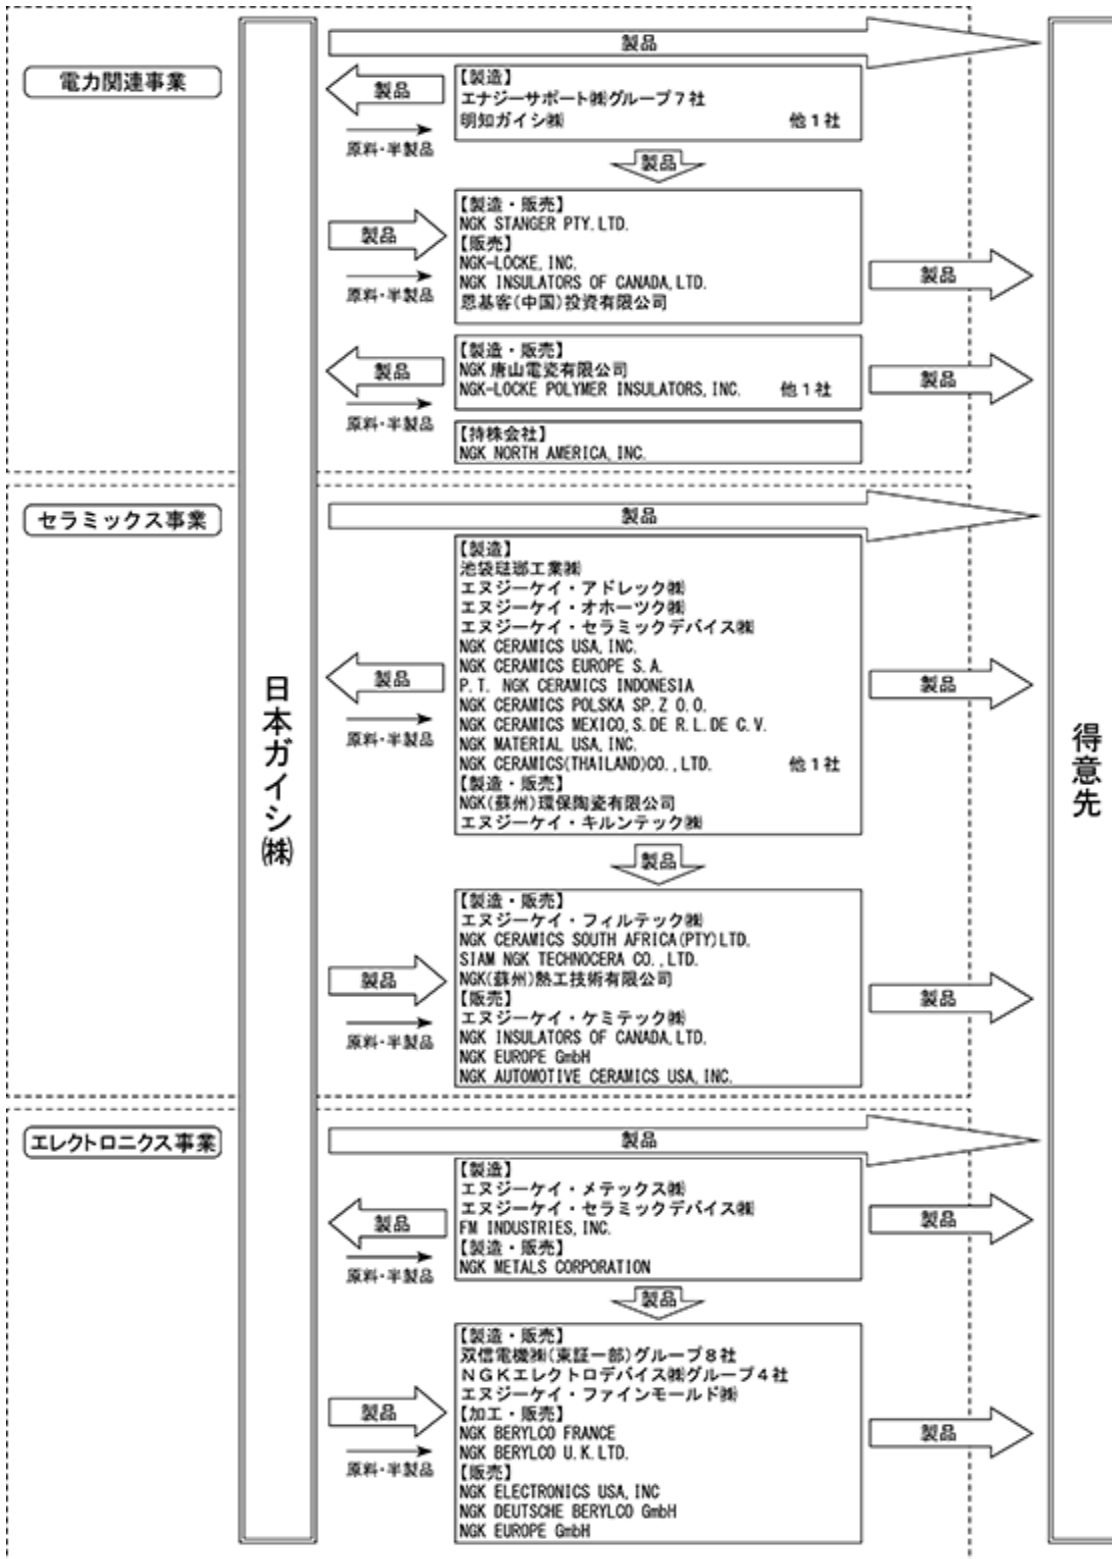 製品
電力関連事業
製品
原料・半製品
【製造】
エナジーサポート㈱グループ７社
明知ガイシ㈱ 他１社
製品
製品
原料・半製品
【製造・販売】
NGK STANGER PTY.LTD.
【販売】
NGK-LOCKE, INC.
NGK INSULATORS OF CANADA, LTD.
恩基客(中国)投資有限公司
製品
製品
原料・半製品
【製造・販売】
NGK 唐山電瓷有限公司
NGK-LOCKE POLYMER INSULATORS, INC. 他１社
製品
【持株会社】
NGK NORTH AMERICA, INC.
セラミックス事業
製品
日本ガイシ㈱
製品
原料・半製品
【製造】
池袋琺瑯工業㈱
エヌジーケイ・アドレック㈱
エヌジーケイ・オホーツク㈱
エヌジーケイ・セラミックデバイス㈱
NGK CERAMICS USA, INC.
NGK CERAMICS EUROPE S.A.
P.T. NGK CERAMICS INDONESIA
NGK CERAMICS POLSKA SP.Z O.O.
NGK CERAMICS MEXICO, S.DE R.L.DE C.V.
NGK MATERIAL USA, INC.
NGK CERAMICS(THAILAND)CO., LTD. 他１社
【製造・販売】
NGK(蘇州)環保陶瓷有限公司
エヌジーケイ・キルンテック㈱
製品
得意先
製品
製品
原料・半製品
【製造・販売】
エヌジーケイ・フィルテック㈱
NGK CERAMICS SOUTH AFRICA(PTY)LTD.
SIAM NGK TECHNOCERA CO., LTD.
NGK(蘇州)熱工技術有限公司
【販売】
エヌジーケイ・ケミテック㈱
NGK INSULATORS OF CANADA, LTD.
NGK EUROPE GmbH
NGK AUTOMOTIVE CERAMICS USA, INC.
製品
エレクトロニクス事業
製品
製品
原料・半製品
【製造】
エヌジーケイ・メテックス㈱
エヌジーケイ・セラミックデバイス㈱
FM INDUSTRIES, INC.
【製造・販売】
NGK METALS CORPORATION
製品
製品
製品
原料・半製品
【製造・販売】
双信電機㈱(東証一部)グループ８社
ＮＧＫエレクトロデバイス㈱グループ４社
エヌジーケイ・ファインモールド㈱
【加工・販売】
NGK BERYLCO FRANCE
NGK BERYLCO U.K.LTD.
【販売】
NGK ELECTRONICS USA, INC
NGK DEUTSCHE BERYLCO GmbH
NGK EUROPE GmbH
製品